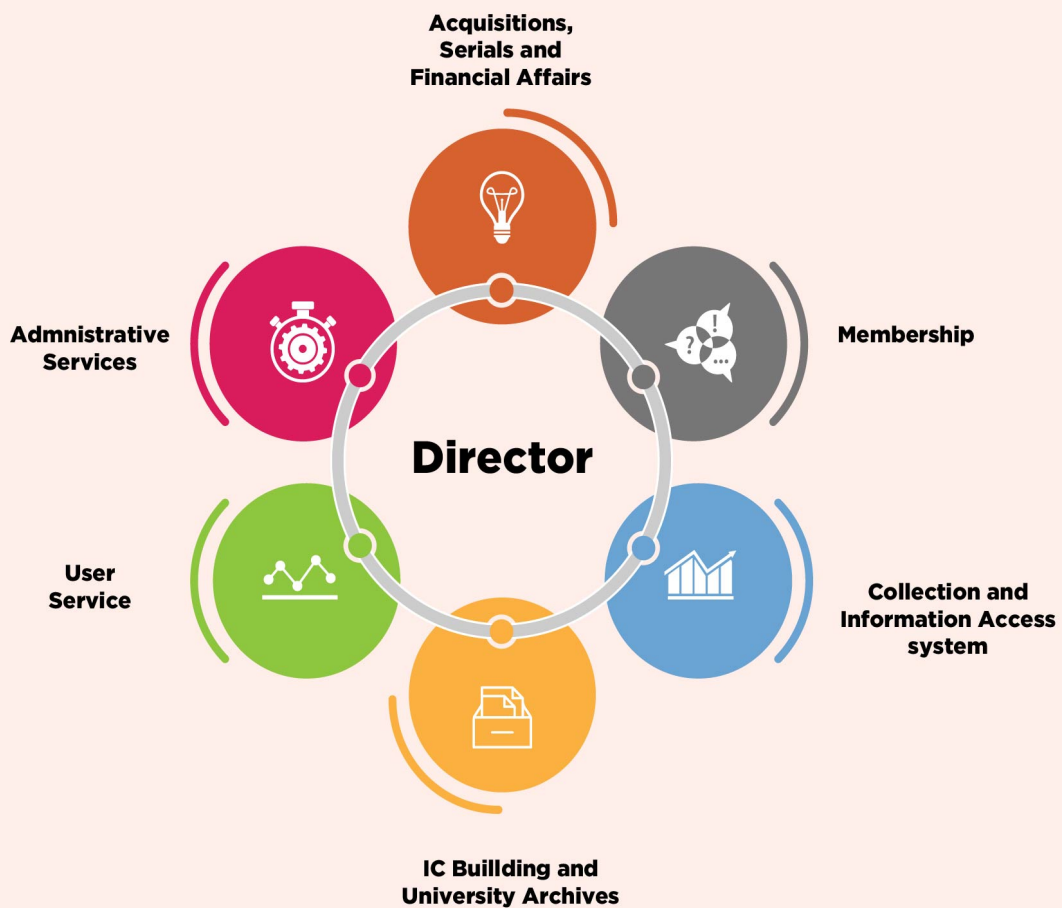 Acquisitions,
Serials and
Financial Affairs
Admnistrative
Services
Membership
Director
User
Service
Collection and
Information Access
system
IC Buillding and
University Archives